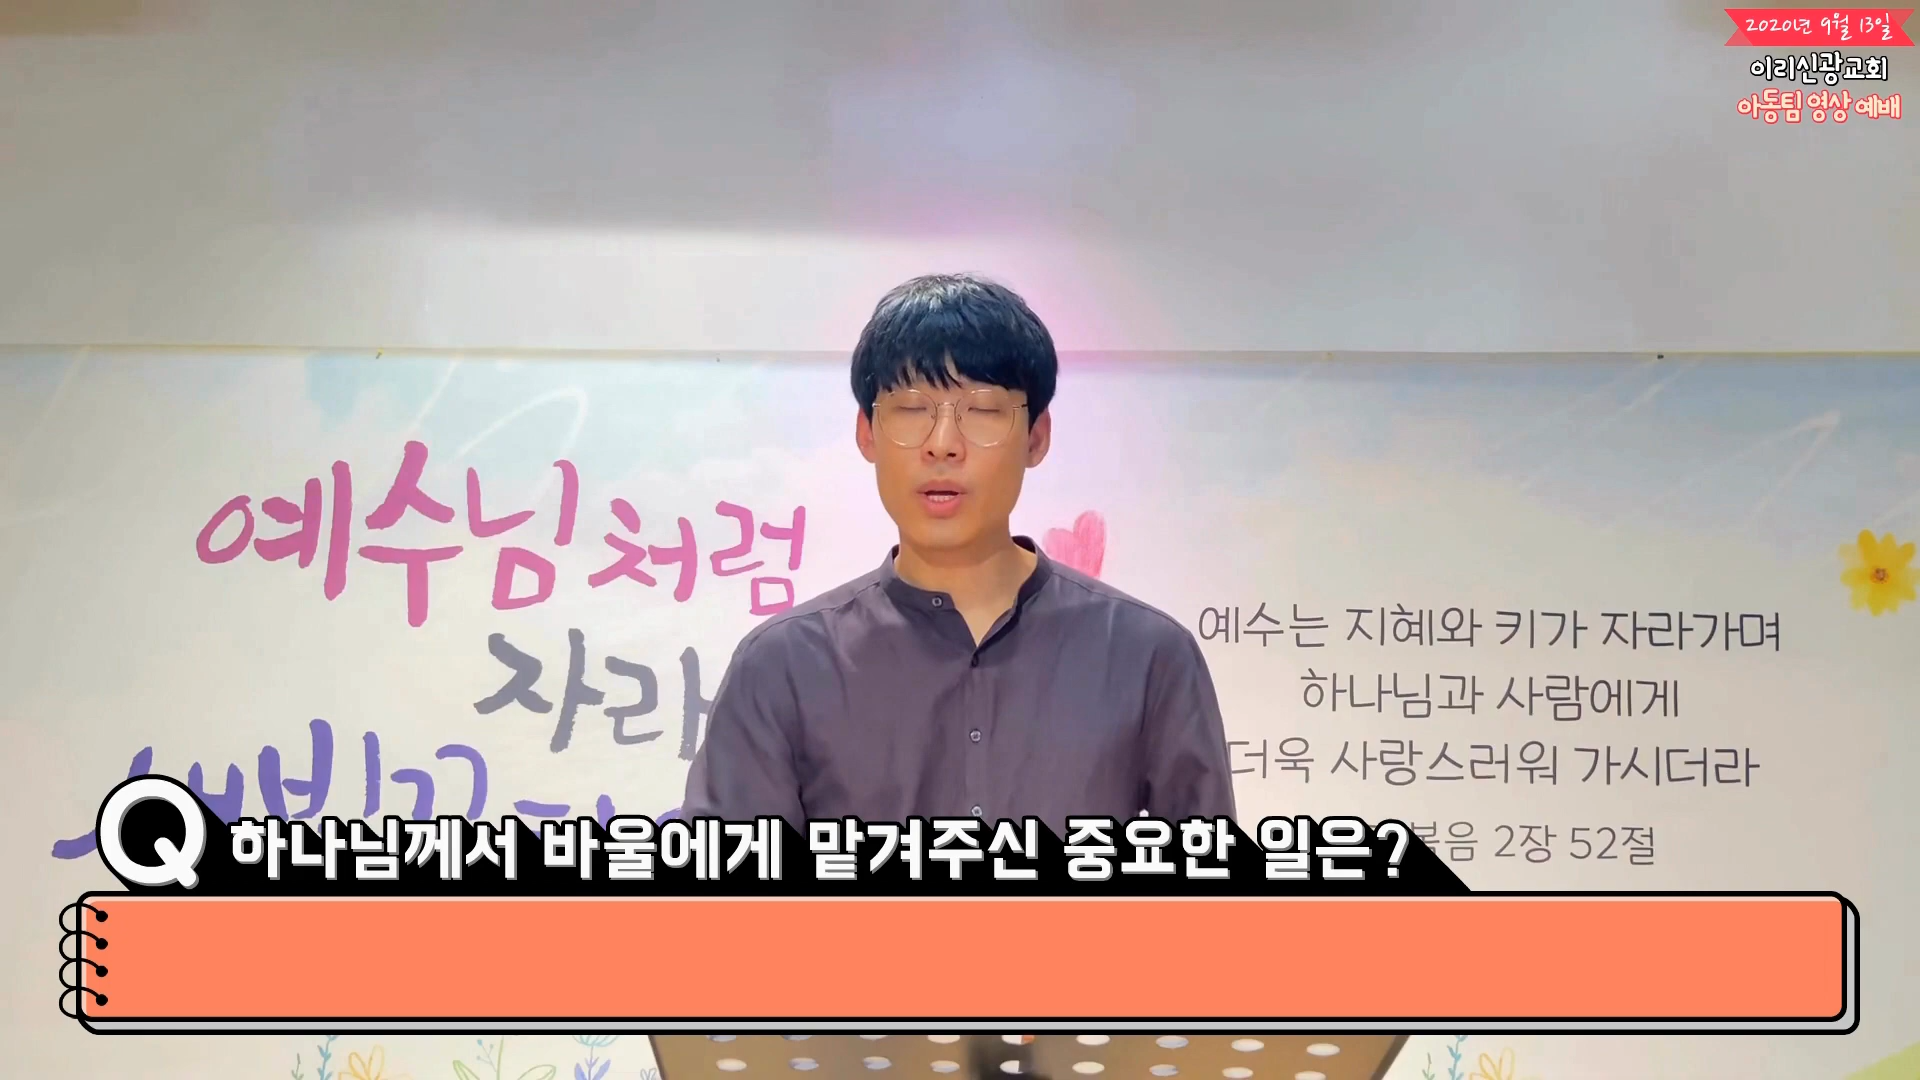 2020년 9월 13일
이리신광교회
아동팀 영상 예배
예수님처럼
자라
예수는 지혜와 키가 자라가며
하나님과 사람에게
더욱 사랑스러워 가시더라
2장 52절
Q 하나님께서 바울에게 맡겨주신 중요한 일은?